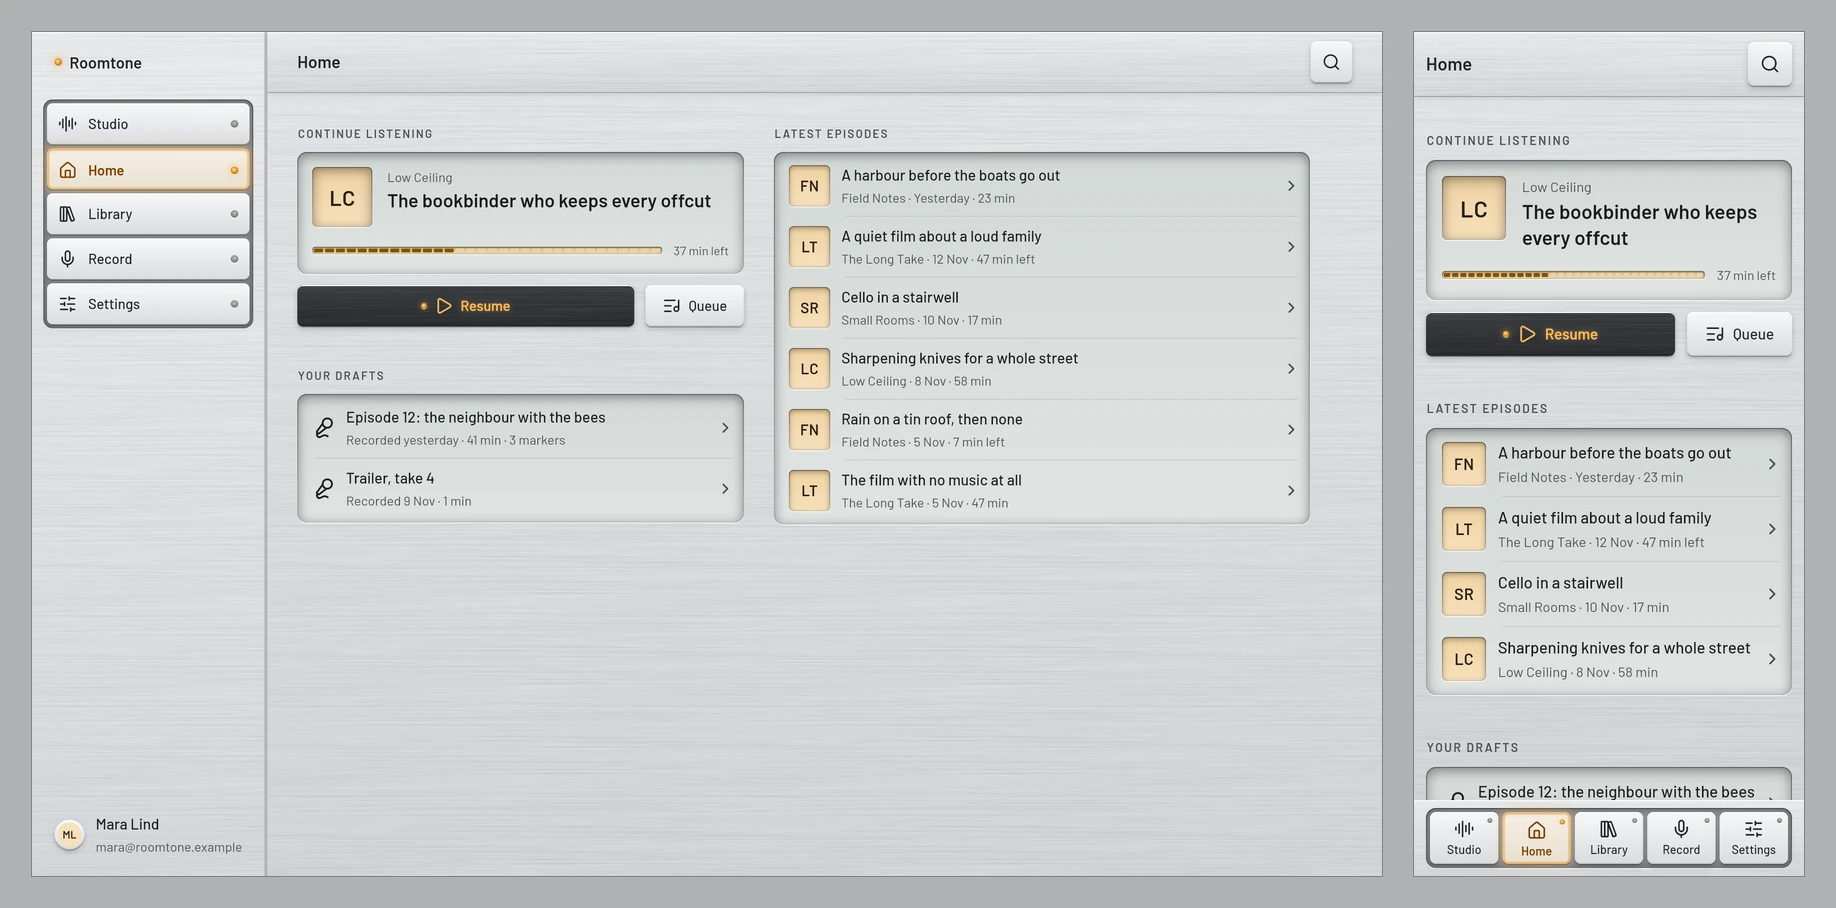 Roomtone
Studio
Home
Library
Record
Settings
ML
Mara Lind
mara@roomtone.example
Home
CONTINUE LISTENING
LC
Low Ceiling
The bookbinder who keeps every offcut
37 min left
Resume
Queue
YOUR DRAFTS
Episode 12: the neighbour with the bees
Recorded yesterday · 41 min · 3 markers
Trailer, take 4
Recorded 9 Nov · 1 min
LATEST EPISODES
FN
A harbour before the boats go out
Field Notes · Yesterday · 23 min
LT
A quiet film about a loud family
The Long Take · 12 Nov · 47 min left
SR
Cello in a stairwell
Small Rooms · 10 Nov · 17 min
LC
Sharpening knives for a whole street
Low Ceiling · 8 Nov · 58 min
FN
Rain on a tin roof, then none
Field Notes · 5 Nov · 7 min left
LT
The film with no music at all
The Long Take · 5 Nov · 47 min
Home
CONTINUE LISTENING
LC
Low Ceiling
The bookbinder who keeps
every offcut
37 min left
Resume
Queue
LATEST EPISODES
FN
A harbour before the boats go out
Field Notes · Yesterday · 23 min
LT
A quiet film about a loud family
The Long Take · 12 Nov · 47 min left
SR
Cello in a stairwell
Small Rooms · 10 Nov · 17 min
LC
Sharpening knives for a whole street
Low Ceiling · 8 Nov · 58 min
YOUR DRAFTS
Episode 12: the neighbour with the bees
Studio
Home
Library
Record
Settings